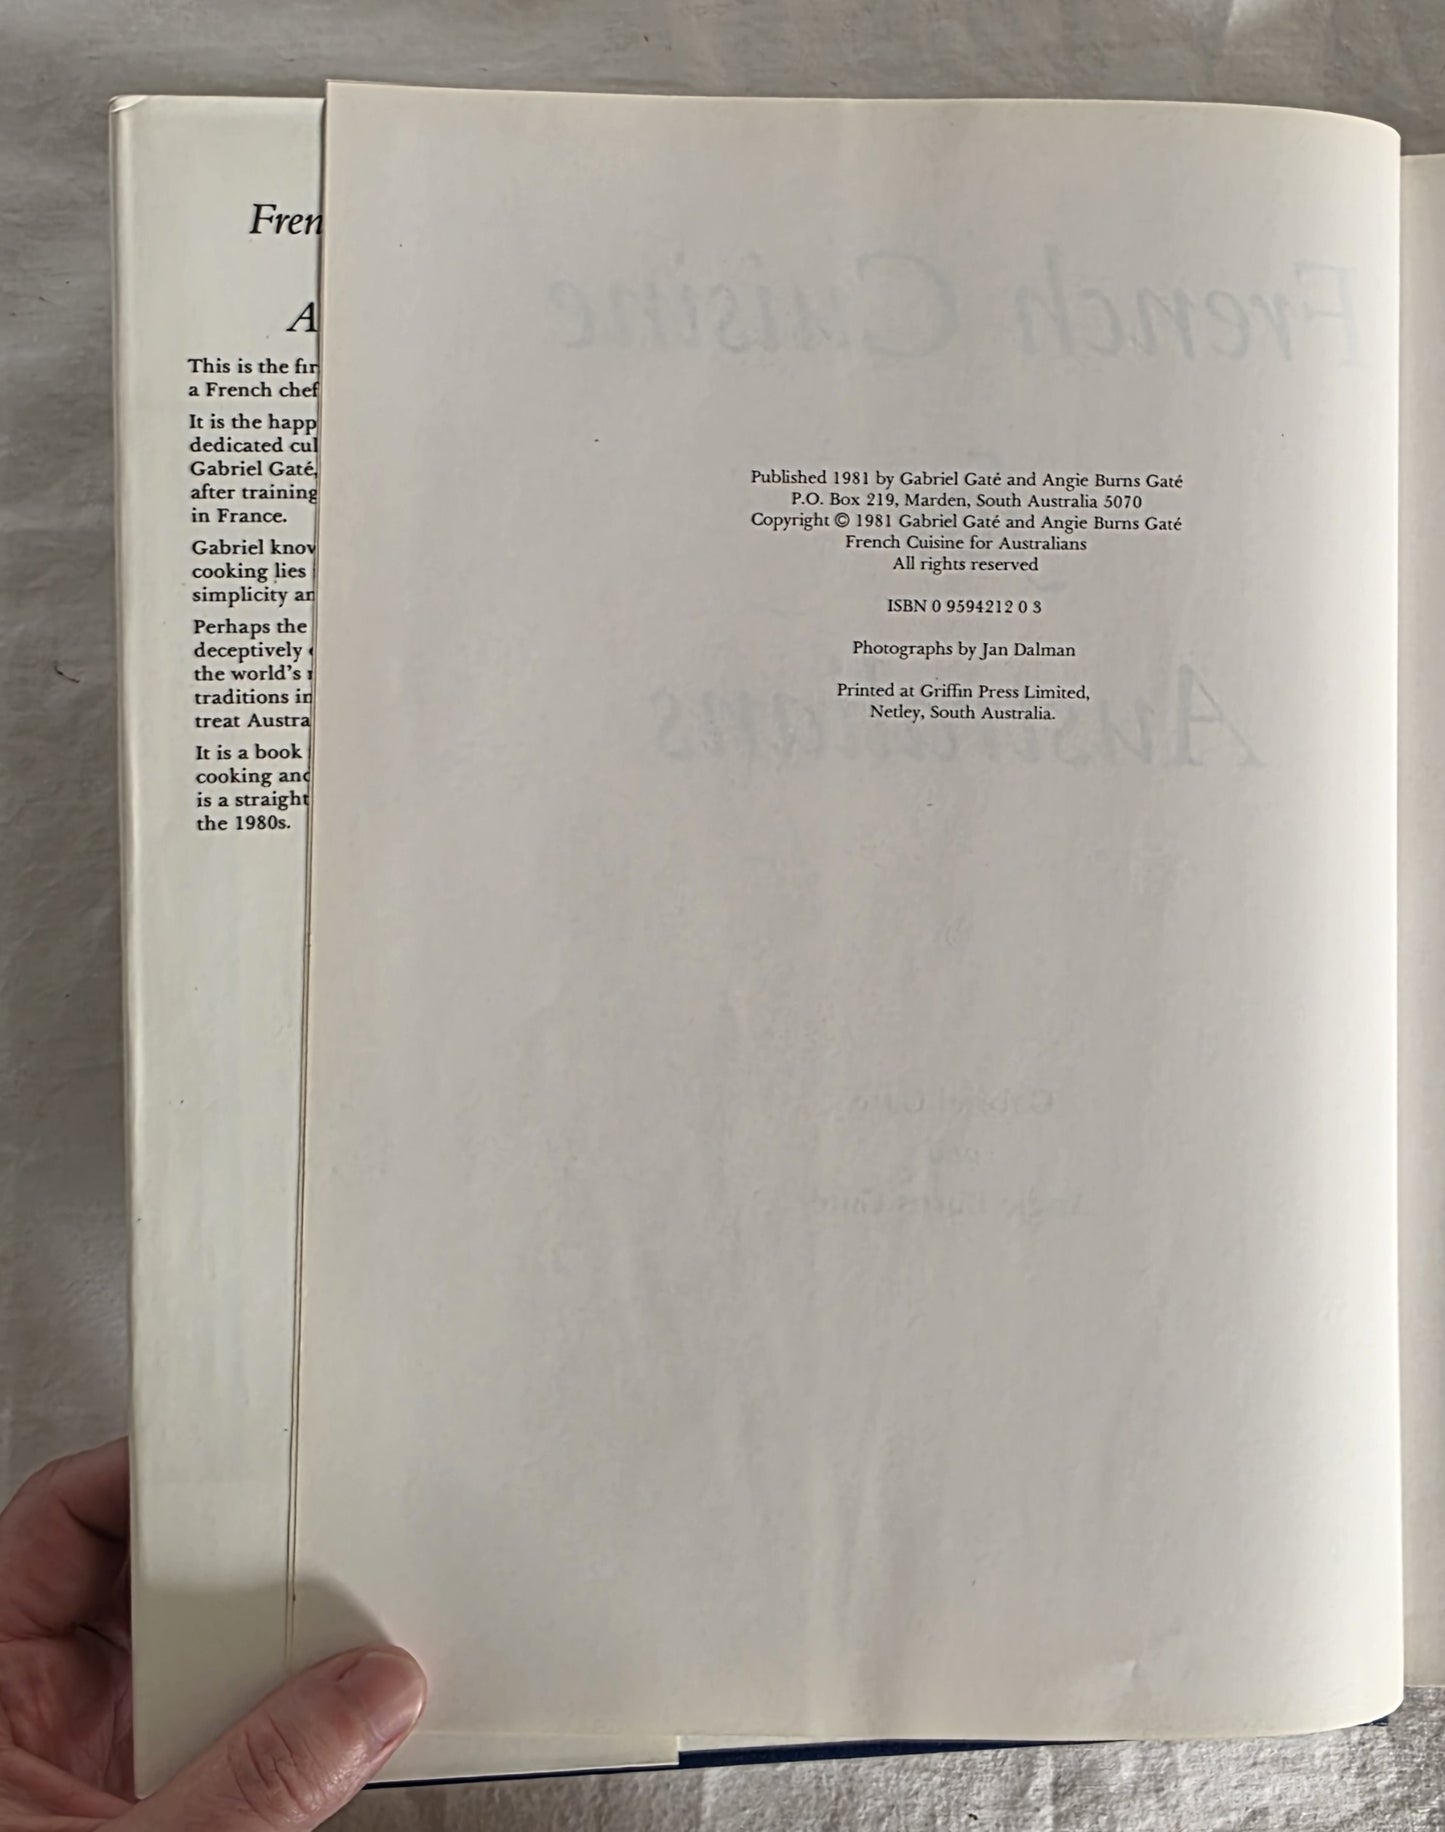 Fren
A
This is the fir
a French chef
It is the happ
dedicated cul
Gabriel Gaté,
after training
in France.
Gabriel know
cooking lies
simplicity an
Perhaps the
deceptively
the world's
traditions in
treat Austra
It is a book
cooking and
is a straight
the 1980s.
French Cuisine
Australians
Published 1981 by Gabriel Gaté and Angie Burns Gaté
P.O. Box 219, Marden, South Australia 5070
Copyright © 1981 Gabriel Gaté and Angie Burns Gaté
French Cuisine for Australians
All rights reserved
ISBN 0 9594212 0 3
Photographs by Jan Dalman
Printed at Griffin Press Limited,
Netley, South Australia.